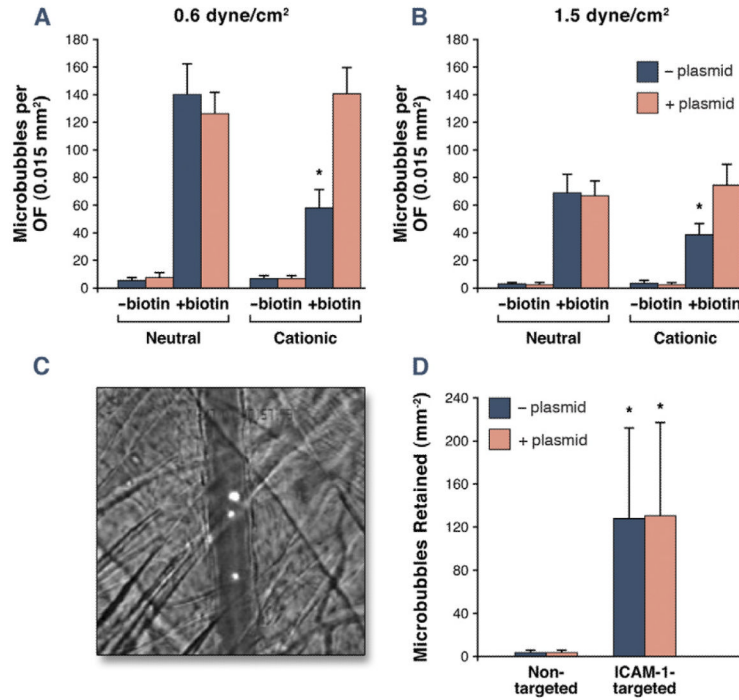 A
0.6 dyne/cm²
Microbubbles per
OF (0.015 mm²)
180
160
140
120
100
80
60
40
20
0
−biotin +biotin −biotin +biotin
Neutral Cationic
B
1.5 dyne/cm²
− plasmid
+ plasmid
Microbubbles per
OF (0.015 mm²)
180
160
140
120
100
80
60
40
20
0
*
*
−biotin +biotin −biotin +biotin
Neutral Cationic
C
D
− plasmid
+ plasmid
Microbubbles Retained (mm⁻²)
240
200
160
120
80
40
0
* *
Non-
targeted
ICAM-1-
targeted